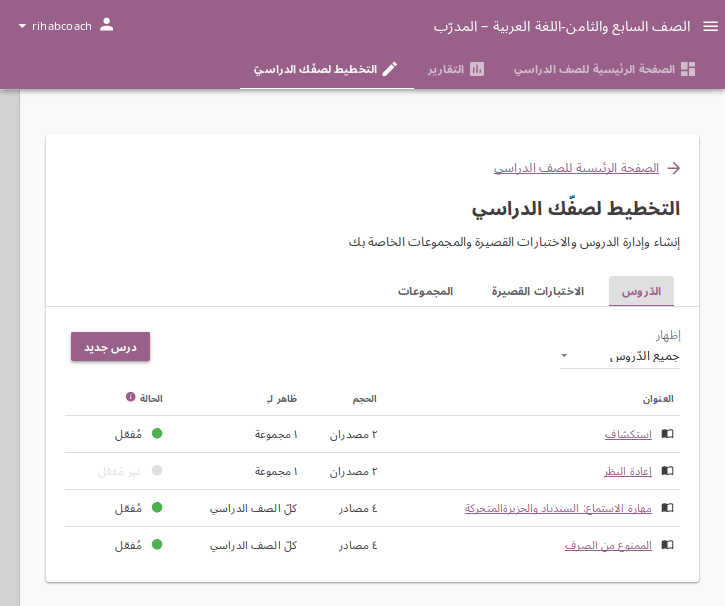 الصف السابع والثامن-اللغة العربية – المدرّب
rihabcoach
الصفحة الرئيسية للصف الدراسي
التقارير
التخطيط لصفّك الدراسيّ
الصفحة الرئيسية للصف الدراسي
التخطيط لصفّك الدراسي
إنشاء وإدارة الدروس والاختبارات القصيرة والمجموعات الخاصة بك
الدّروس
الاختبارات القصيرة
المجموعات
إظهار
جميع الدّروس
درس جديد
العنوان الحجم ظاهر لـِ الحالة
استكشاف ٢ مصدران ١ مجموعة مُفعّل
إعادة النظر ٢ مصدران ١ مجموعة غير مُفعّل
مهارة الاستماع: السندباد والجزيرةالمتحركة ٤ مصادر كلّ الصف الدراسي مُفعّل
الممنوع من الصرف ٤ مصادر كلّ الصف الدراسي مُفعّل